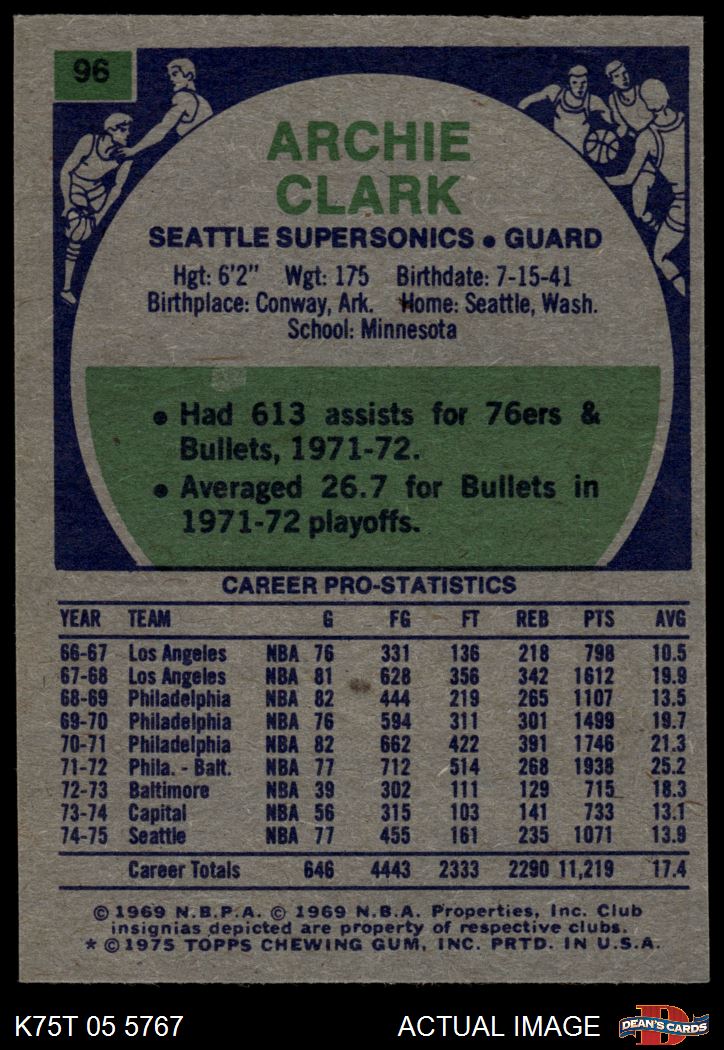 96
ARCHIE
CLARK
SEATTLE SUPERSONICS • GUARD
Hgt: 6'2" Wgt: 175 Birthdate: 7-15-41
Birthplace: Conway, Ark. Home: Seattle, Wash.
School: Minnesota
• Had 613 assists for 76ers &
Bullets, 1971-72.
• Averaged 26.7 for Bullets in
1971-72 playoffs.
CAREER PRO-STATISTICS
YEAR TEAM G FG FT REB PTS AVG
66-67 Los Angeles NBA 76 331 136 218 798 10.5
67-68 Los Angeles NBA 81 628 356 342 1612 19.9
68-69 Philadelphia NBA 82 444 219 265 1107 13.5
69-70 Philadelphia NBA 76 594 311 301 1499 19.7
70-71 Philadelphia NBA 82 662 422 391 1746 21.3
71-72 Phila. - Balt. NBA 77 712 514 268 1938 25.2
72-73 Baltimore NBA 39 302 111 129 715 18.3
73-74 Capital NBA 56 315 103 141 733 13.1
74-75 Seattle NBA 77 455 161 235 1071 13.9
Career Totals 646 4443 2333 2290 11,219 17.4
© 1969 N.B.P.A. © 1969 N.B.A. Properties, Inc. Club
insignias depicted are property of respective clubs.
* © 1975 TOPPS CHEWING GUM, INC. PRTD. IN U.S.A.
K75T 05 5767 ACTUAL IMAGE
D
DEAN'S CARDS